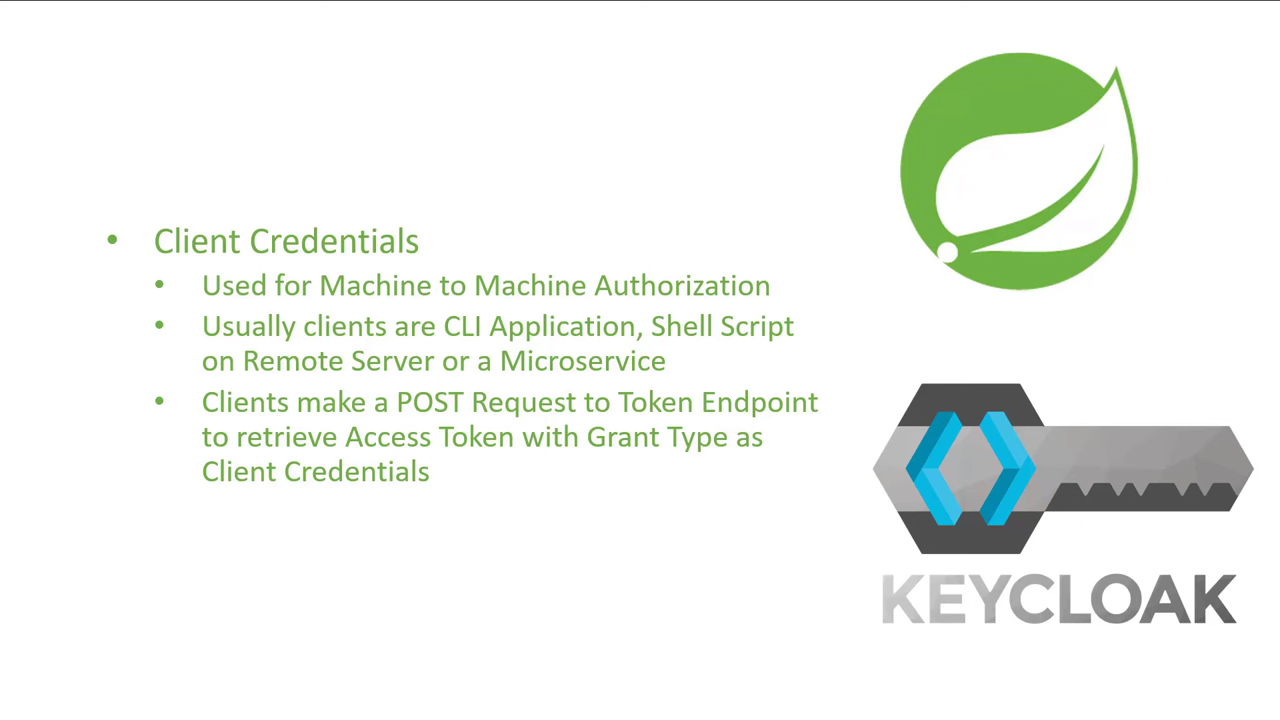 • Client Credentials
• Used for Machine to Machine Authorization
• Usually clients are CLI Application, Shell Script
on Remote Server or a Microservice
• Clients make a POST Request to Token Endpoint
to retrieve Access Token with Grant Type as
Client Credentials
KEYCLOAK